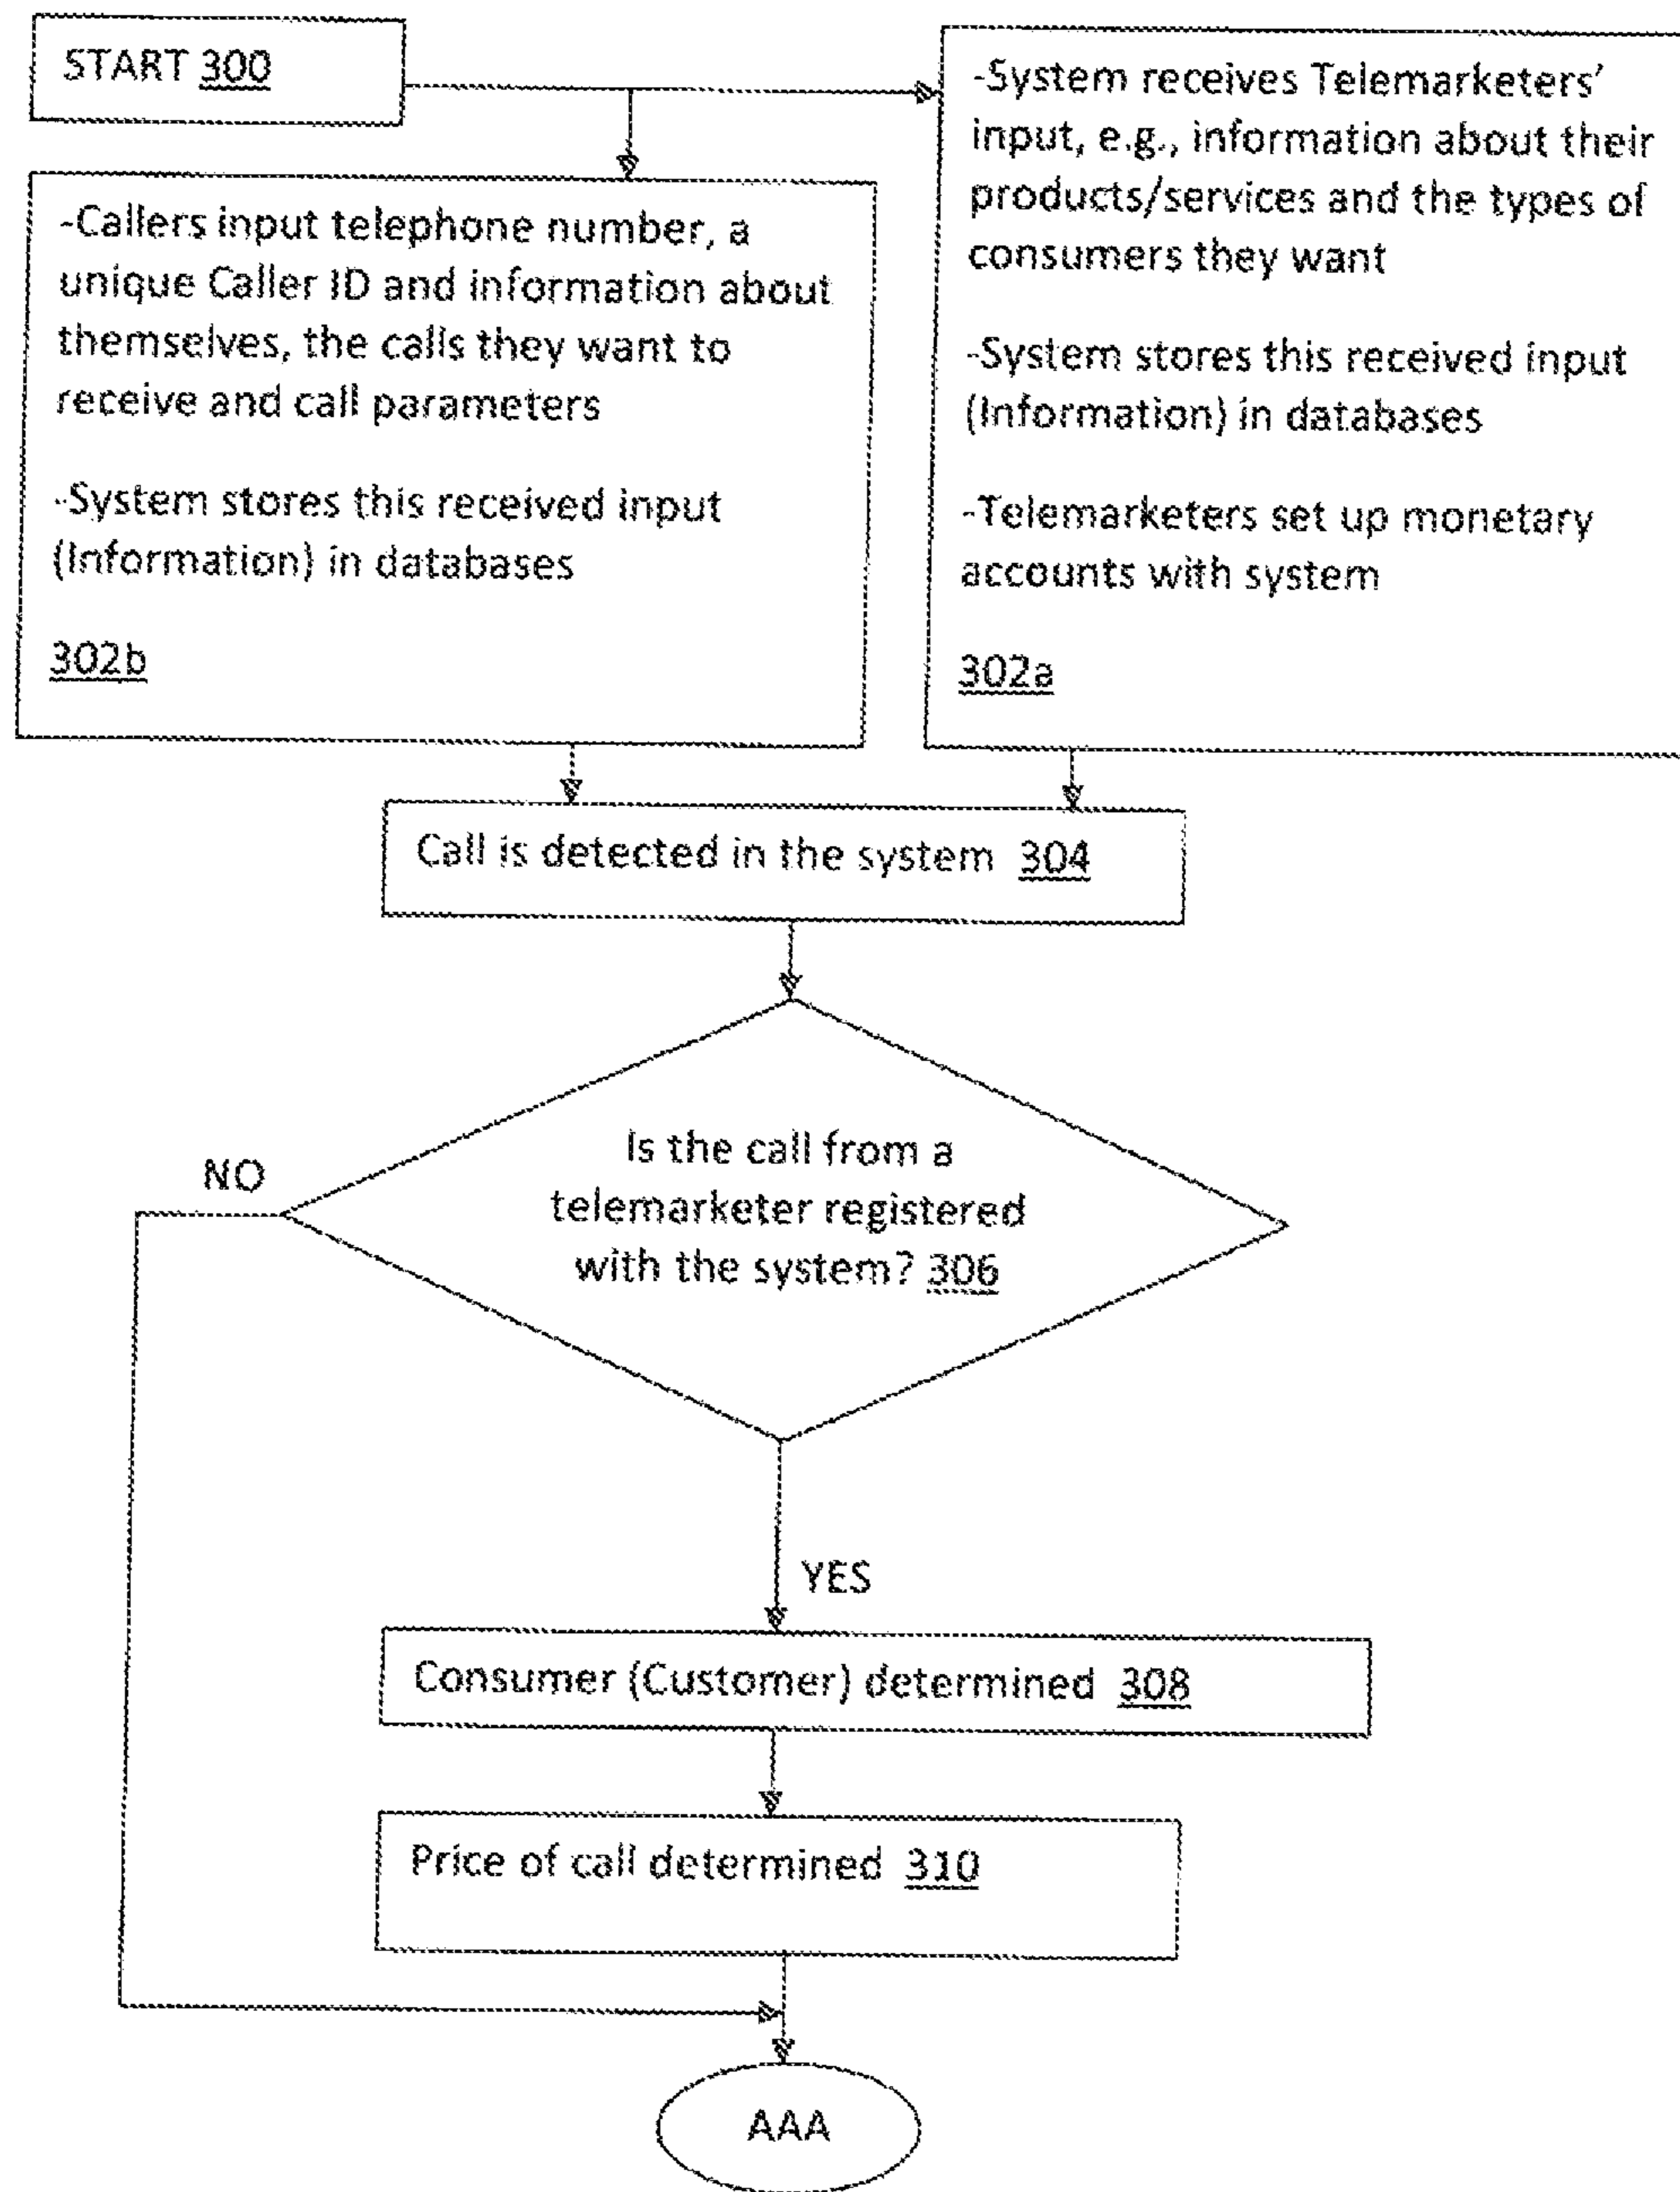 START 300
-System receives Telemarketers'
input, e.g., information about their
products/services and the types of
consumers they want
-System stores this received input
(Information) in databases
-Telemarketers set up monetary
accounts with system
302a
-Callers input telephone number, a
unique Caller ID and information about
themselves, the calls they want to
receive and call parameters
-System stores this received input
(Information) in databases
302b
Call is detected in the system 304
Is the call from a
telemarketer registered
with the system? 306
NO
YES
Consumer (Customer) determined 308
Price of call determined 310
AAA